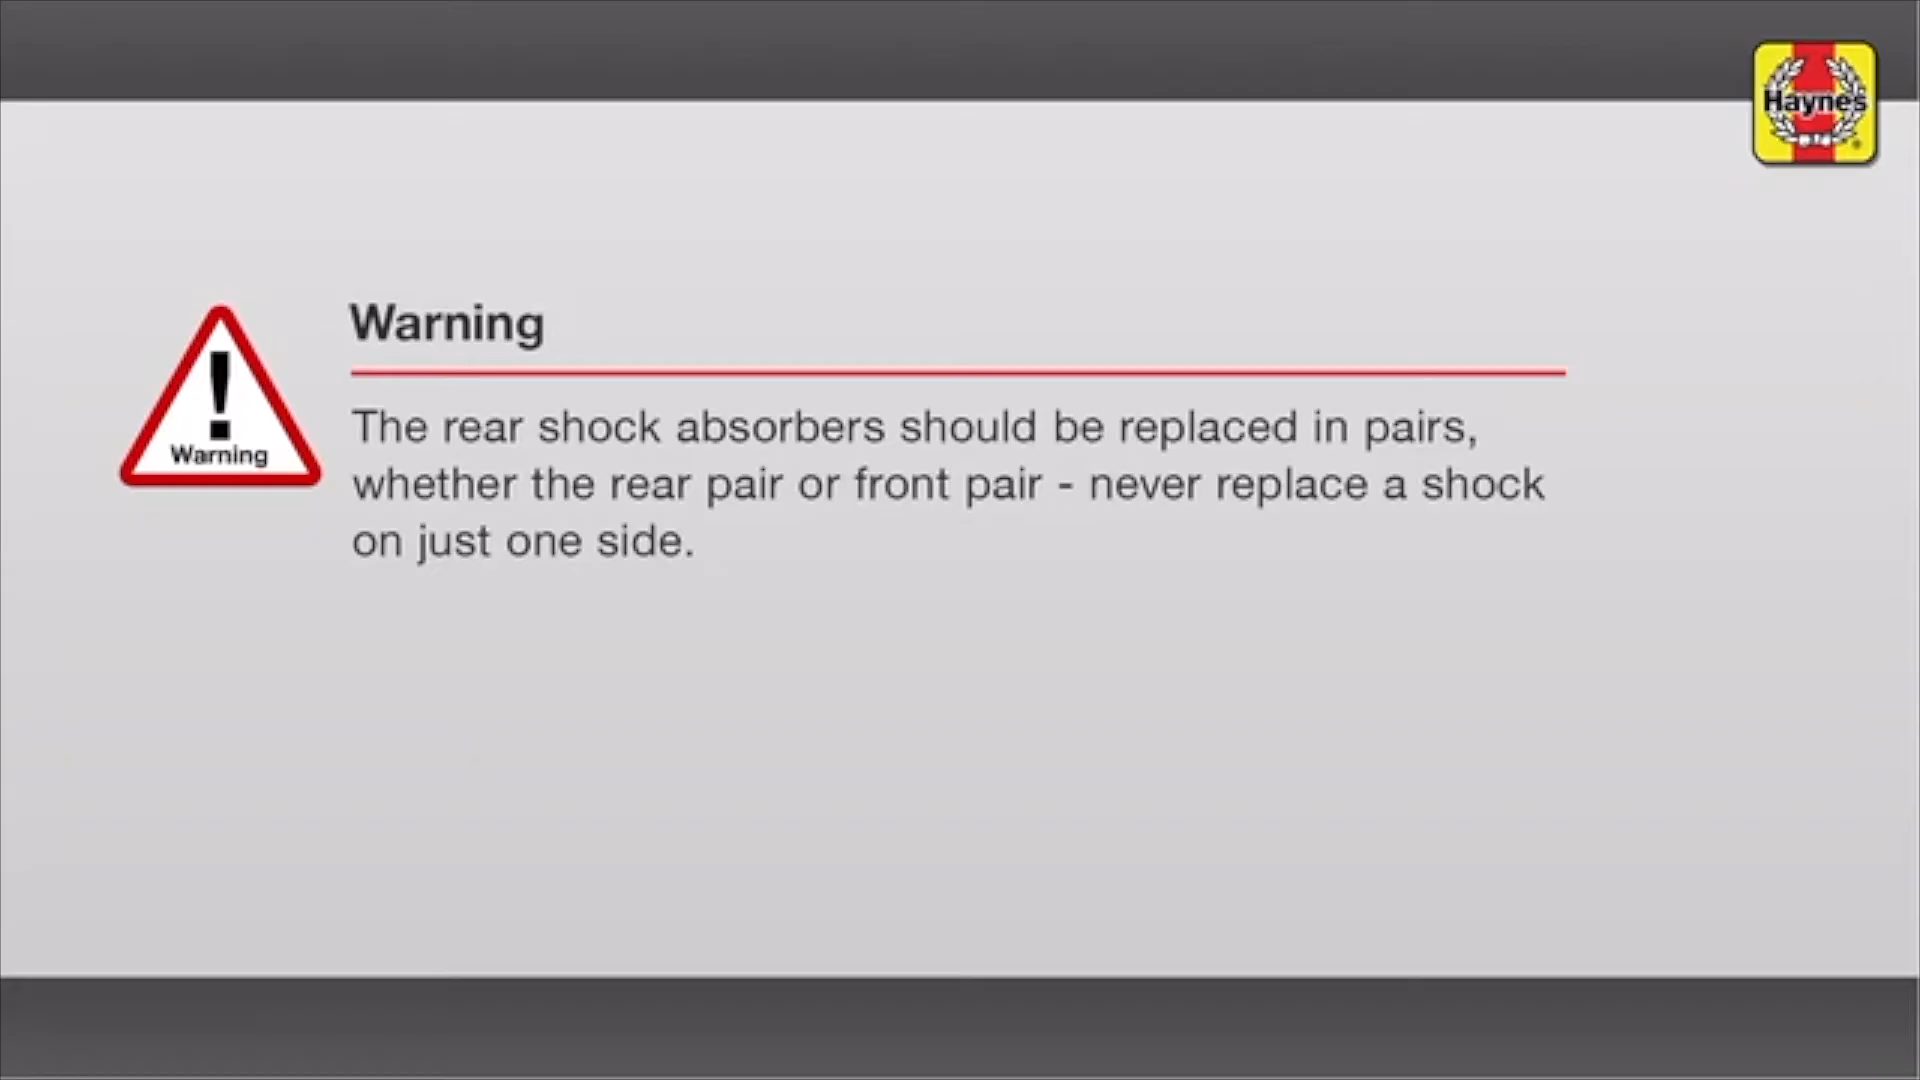 Haynes
Warning
Warning
The rear shock absorbers should be replaced in pairs,
whether the rear pair or front pair - never replace a shock
on just one side.